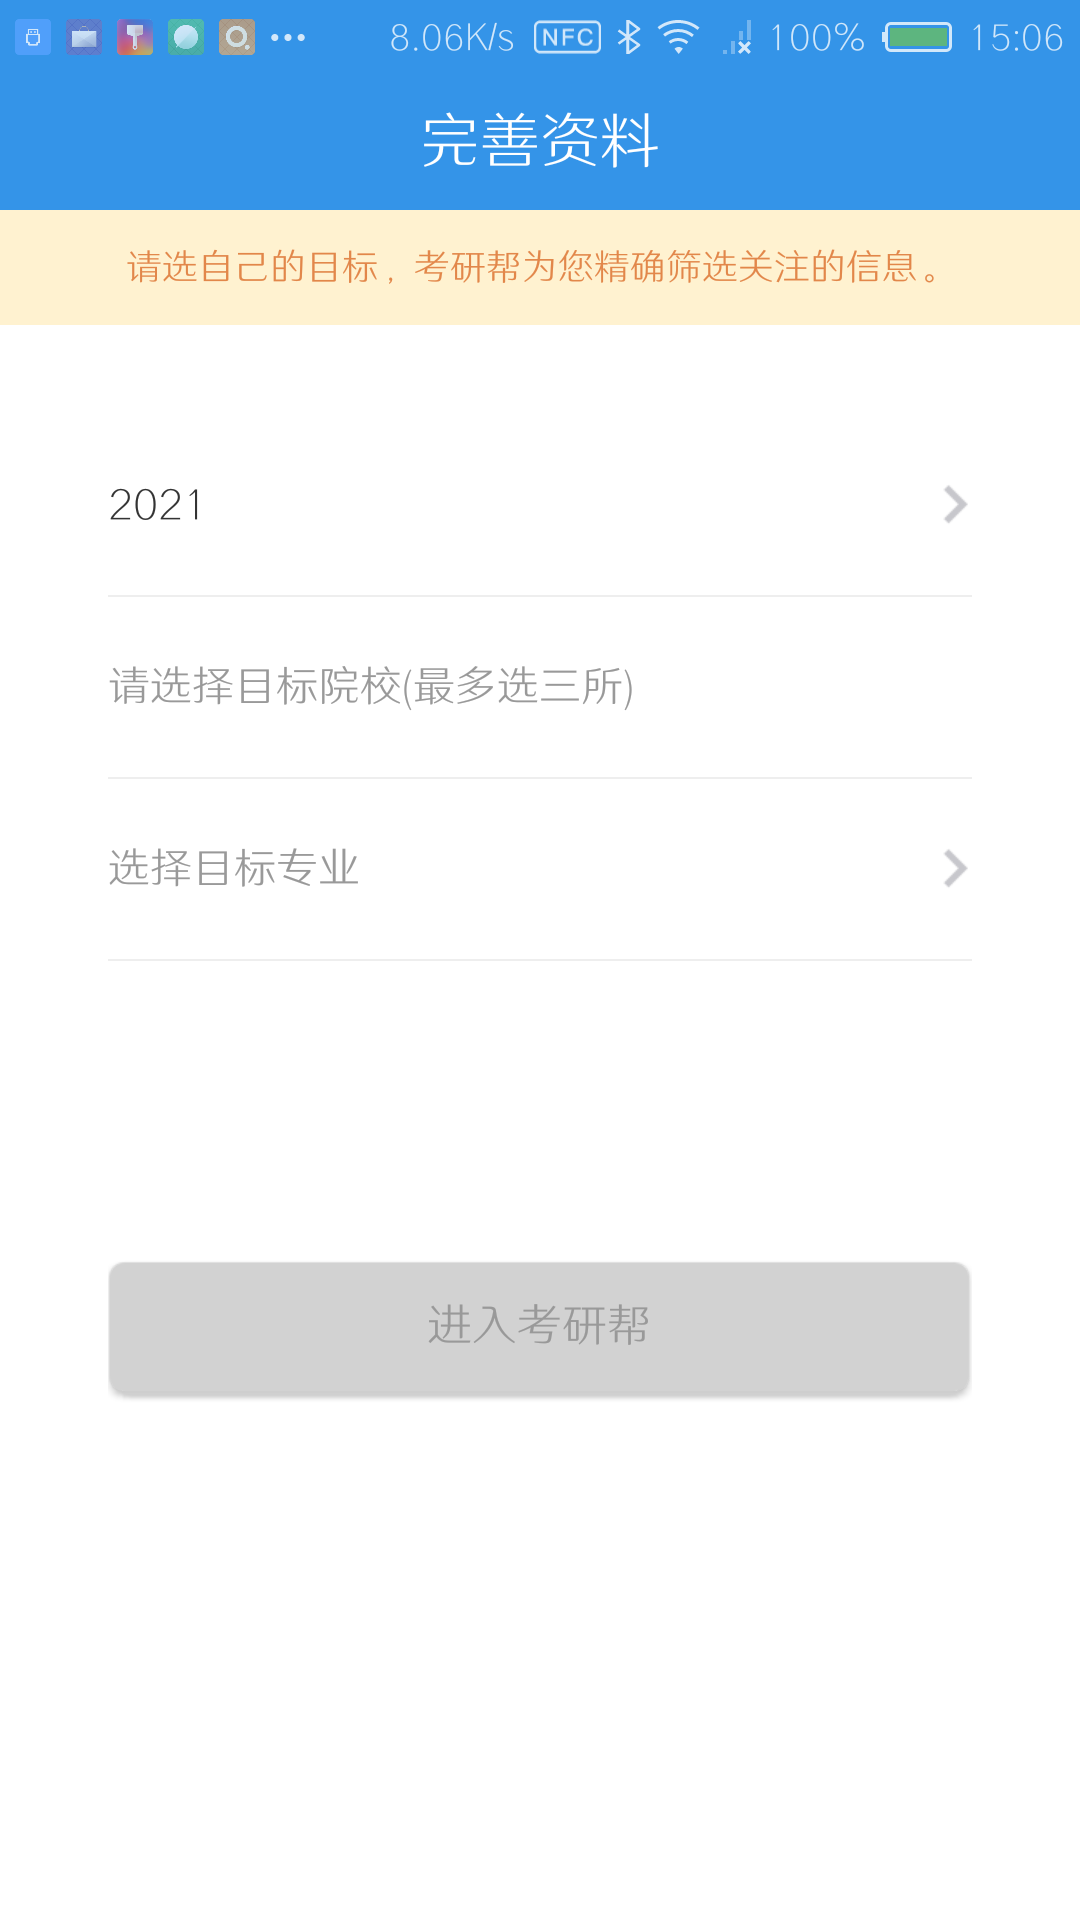 8.06K/s NFC 100% 15:06
完善资料
请选自己的目标，考研帮为您精确筛选关注的信息。
2021
请选择目标院校(最多选三所)
选择目标专业
进入考研帮